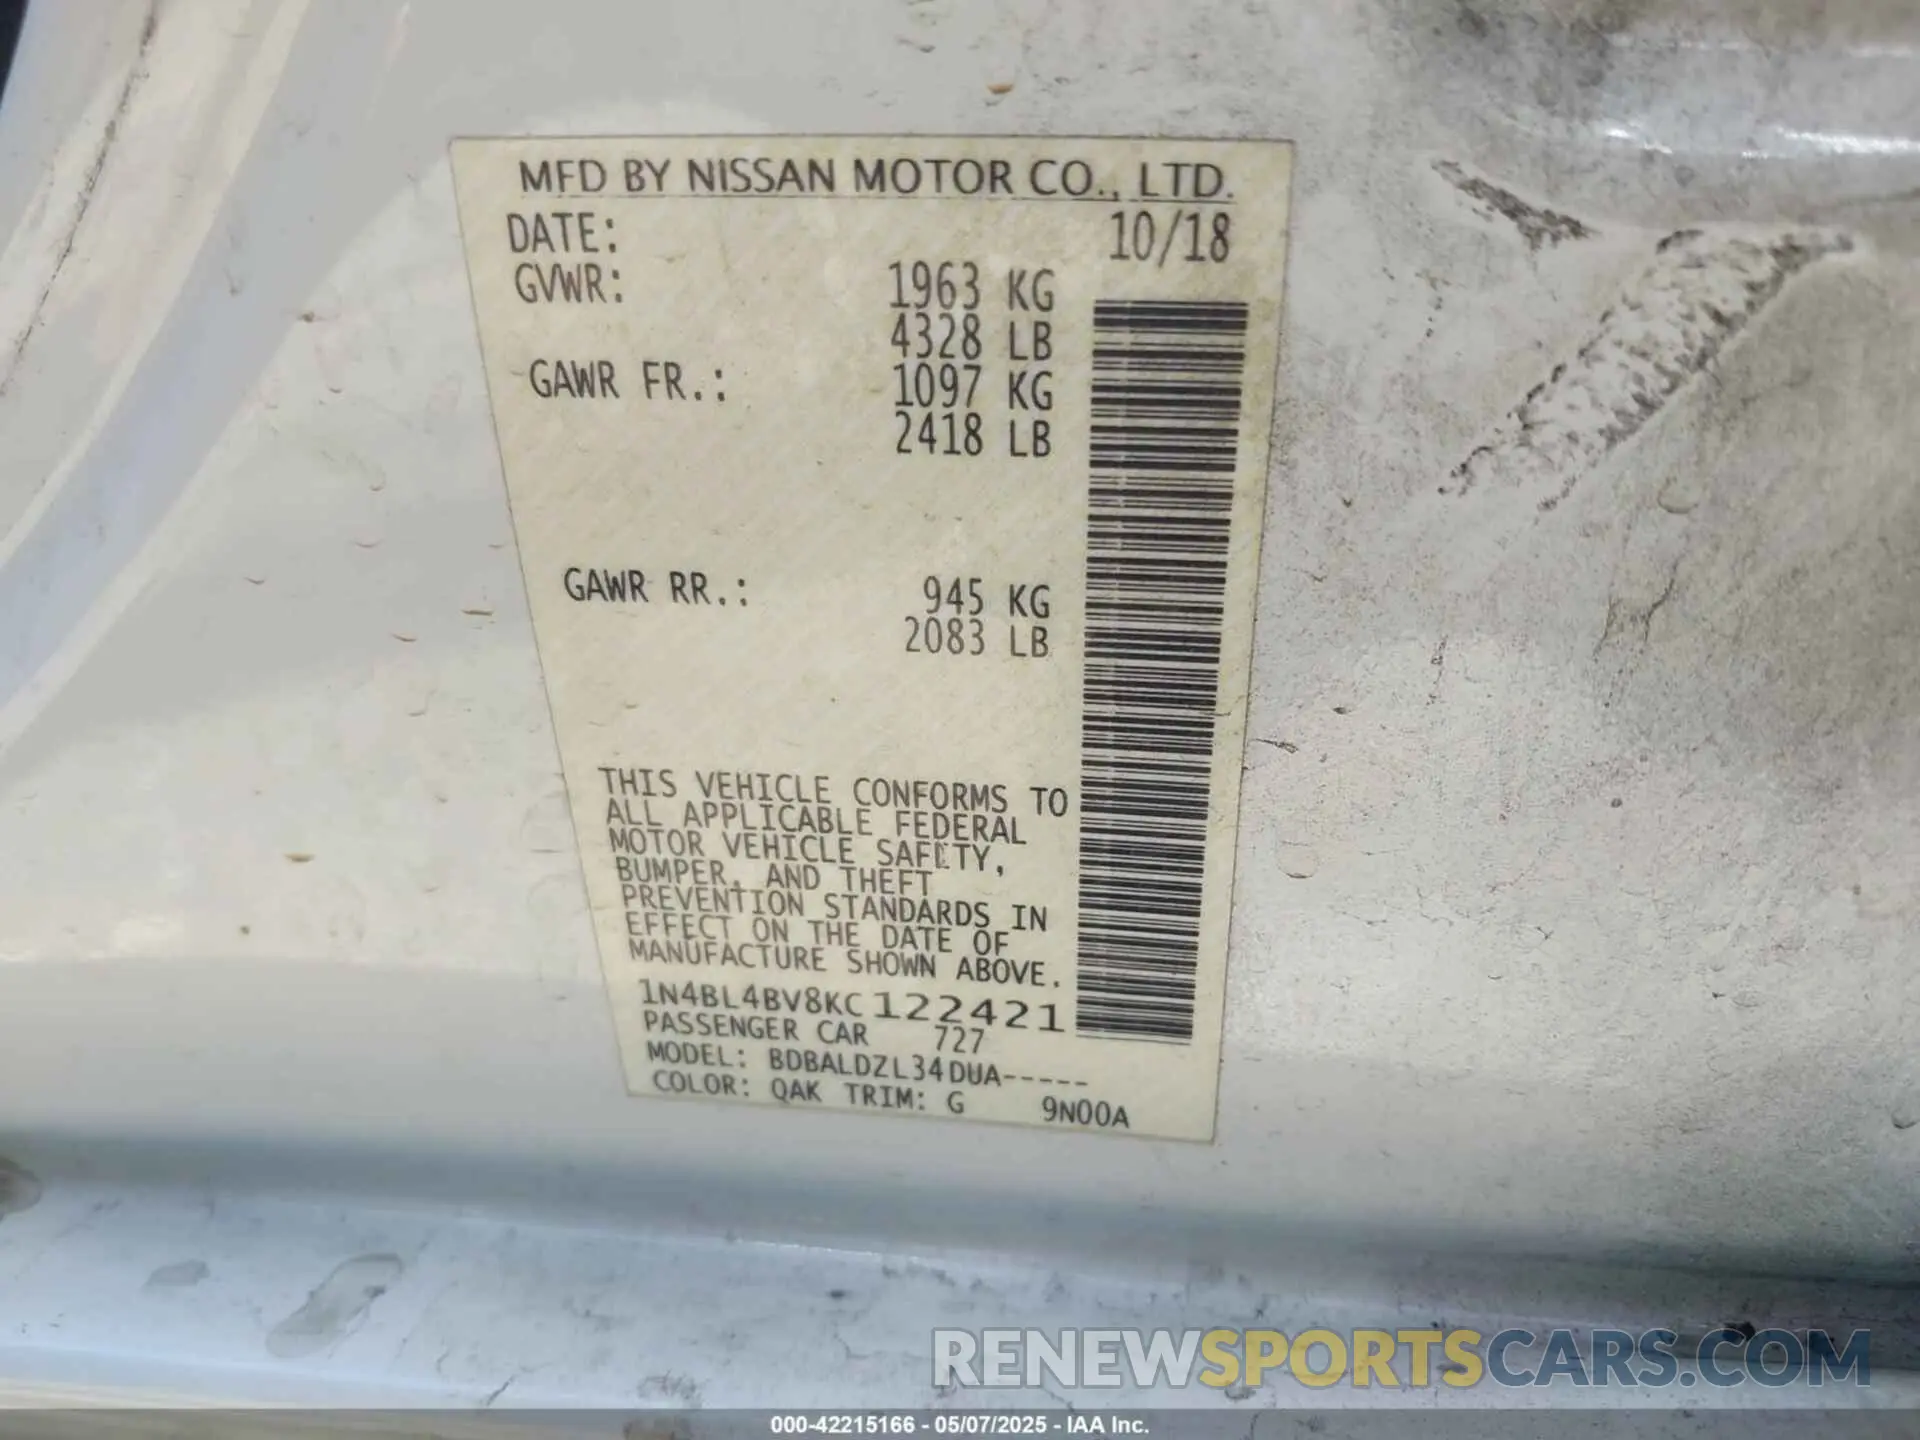 MFD BY NISSAN MOTOR CO., LTD.
DATE: 10/18
GVWR: 1963 KG
4328 LB
GAWR FR.: 1097 KG
2418 LB
GAWR RR.: 945 KG
2083 LB
THIS VEHICLE CONFORMS TO
ALL APPLICABLE FEDERAL
MOTOR VEHICLE SAFETY,
BUMPER, AND THEFT
PREVENTION STANDARDS IN
EFFECT ON THE DATE OF
MANUFACTURE SHOWN ABOVE.
1N4BL4BV8KC122421
PASSENGER CAR 727
MODEL: BDBALDZL34DUA-----
COLOR: QAK TRIM: G 9N00A
RENEWSPORTSCARS.COM
000-42215166 - 05/07/2025 - IAA Inc.